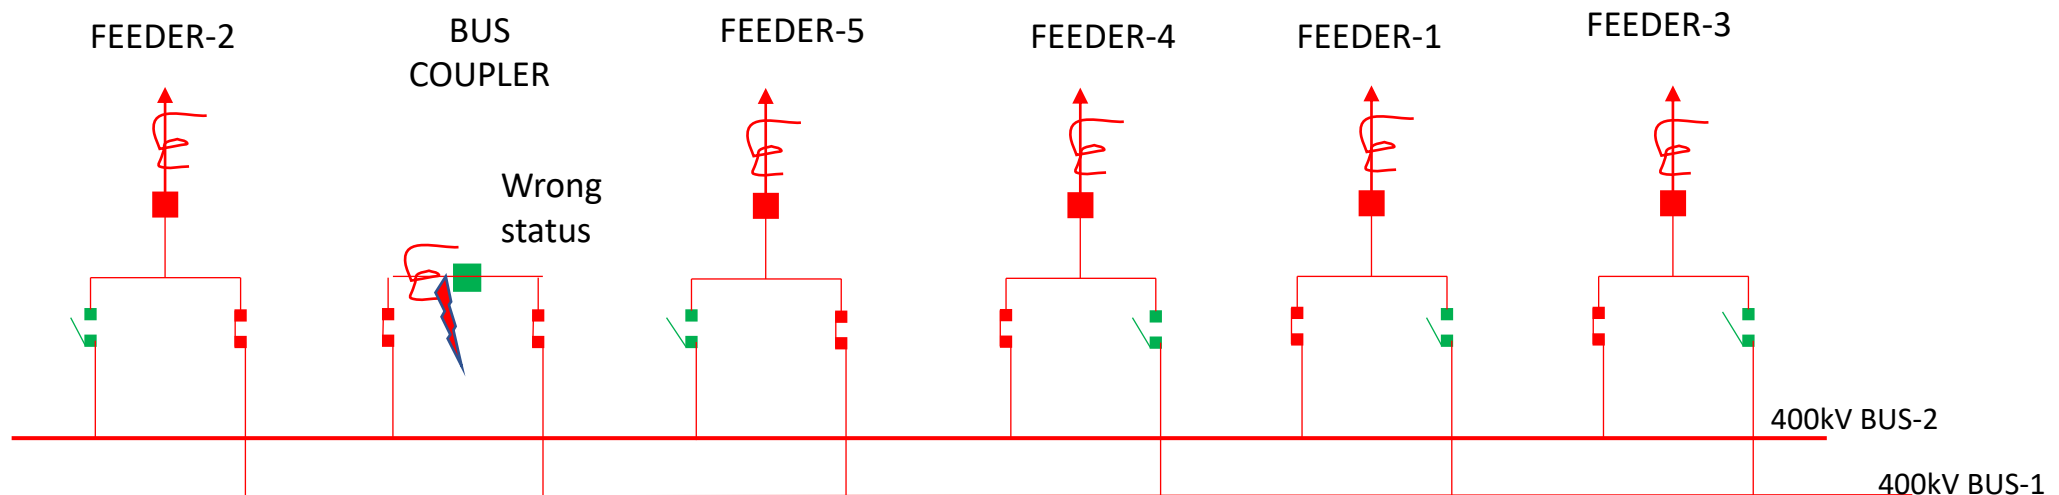 FEEDER-2
BUS
COUPLER
FEEDER-5
FEEDER-4
FEEDER-1
FEEDER-3
Wrong
status
400kV BUS-2
400kV BUS-1